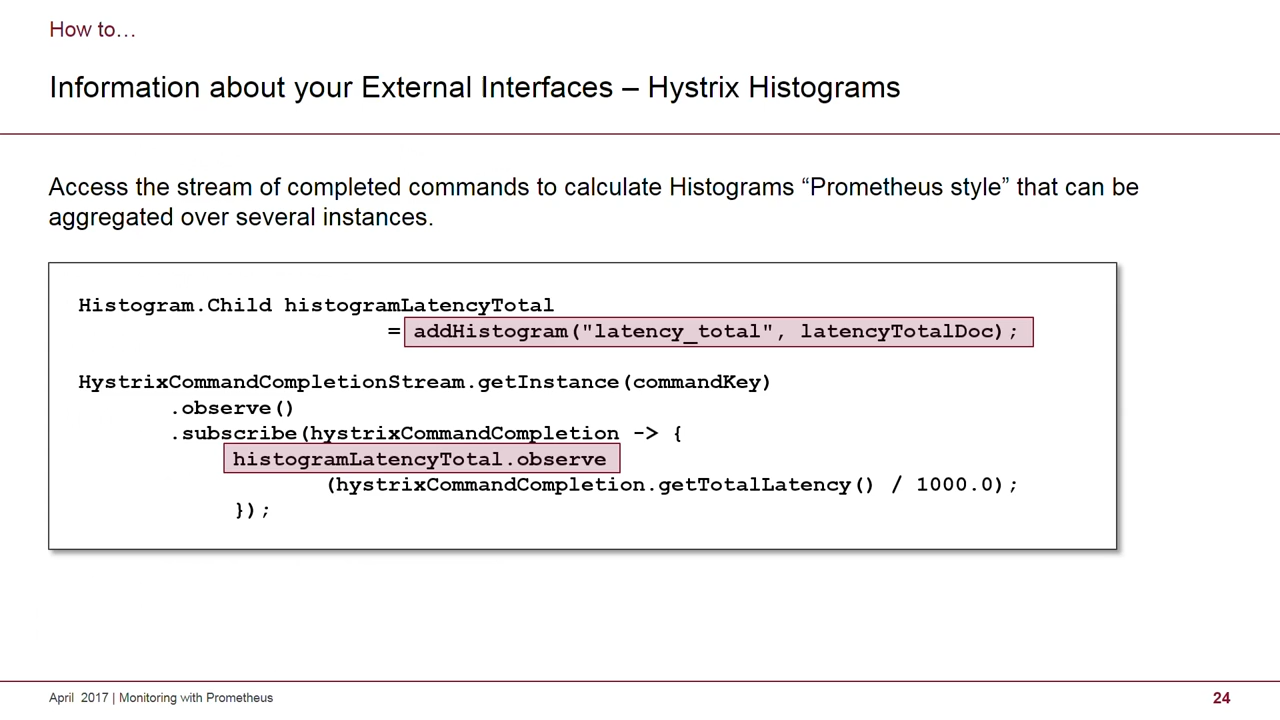 How to…
Information about your External Interfaces – Hystrix Histograms
Access the stream of completed commands to calculate Histograms “Prometheus style” that can be
aggregated over several instances.
Histogram.Child histogramLatencyTotal
= addHistogram("latency_total", latencyTotalDoc);
HystrixCommandCompletionStream.getInstance(commandKey)
.observe()
.subscribe(hystrixCommandCompletion -> {
histogramLatencyTotal.observe
(hystrixCommandCompletion.getTotalLatency() / 1000.0);
});
April 2017 | Monitoring with Prometheus
24